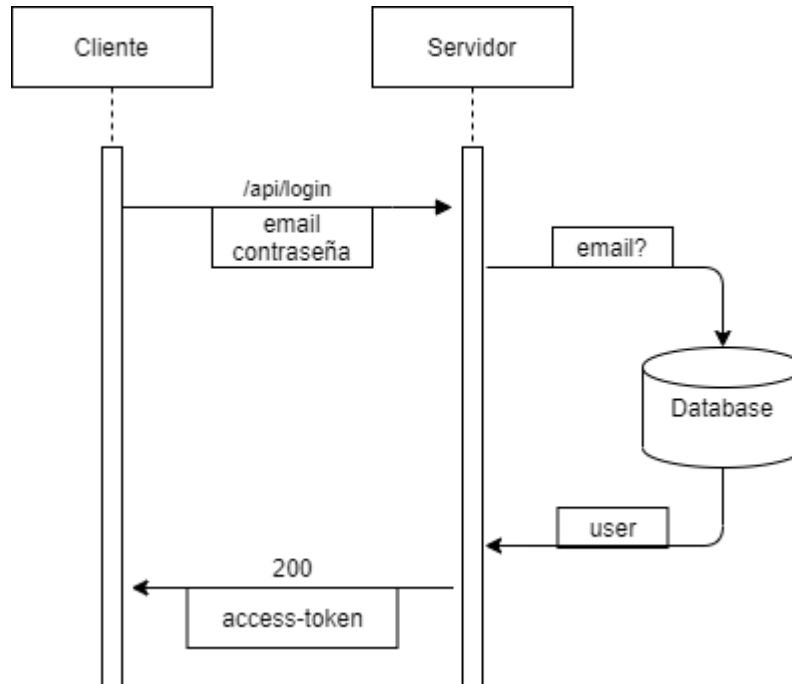 Cliente
Servidor
/api/login
email
contraseña
email?
Database
user
200
access-token